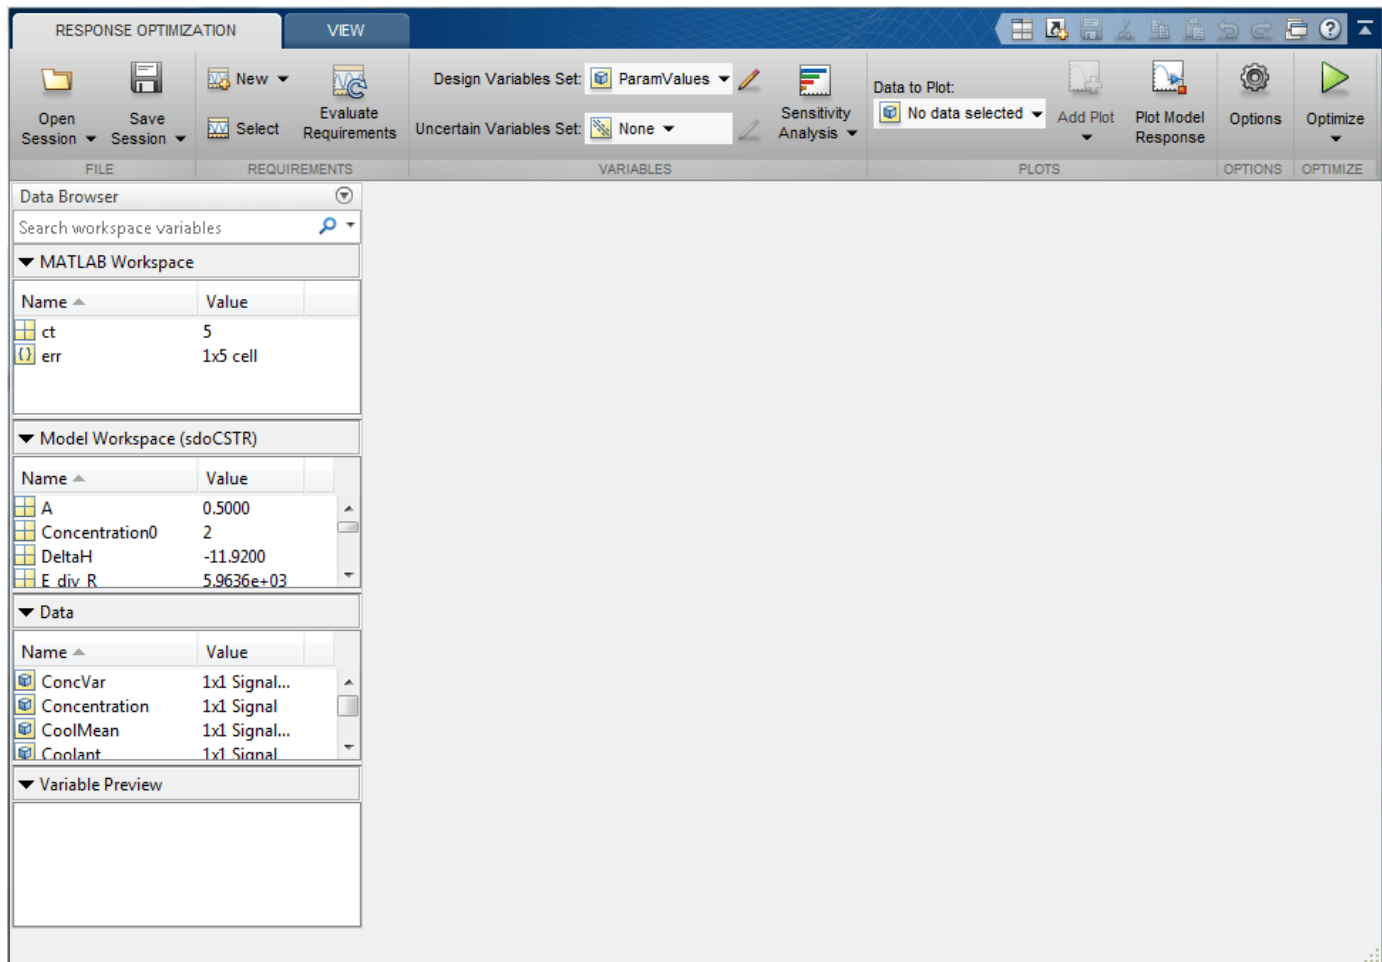 RESPONSE OPTIMIZATION VIEW
Open Session
Save Session
New
Select
Evaluate Requirements
Design Variables Set: ParamValues
Uncertain Variables Set: None
Sensitivity Analysis
Data to Plot:
No data selected
Add Plot
Plot Model Response
Options
Optimize
FILE REQUIREMENTS VARIABLES PLOTS OPTIONS OPTIMIZE
Data Browser
Search workspace variables
MATLAB Workspace
Name Value
ct 5
err 1x5 cell
Model Workspace (sdoCSTR)
Name Value
A 0.5000
Concentration0 2
DeltaH -11.9200
E_div_R 5.9636e+03
Data
Name Value
ConcVar 1x1 Signal...
Concentration 1x1 Signal
CoolMean 1x1 Signal...
Coolant 1x1 Signal
Variable Preview